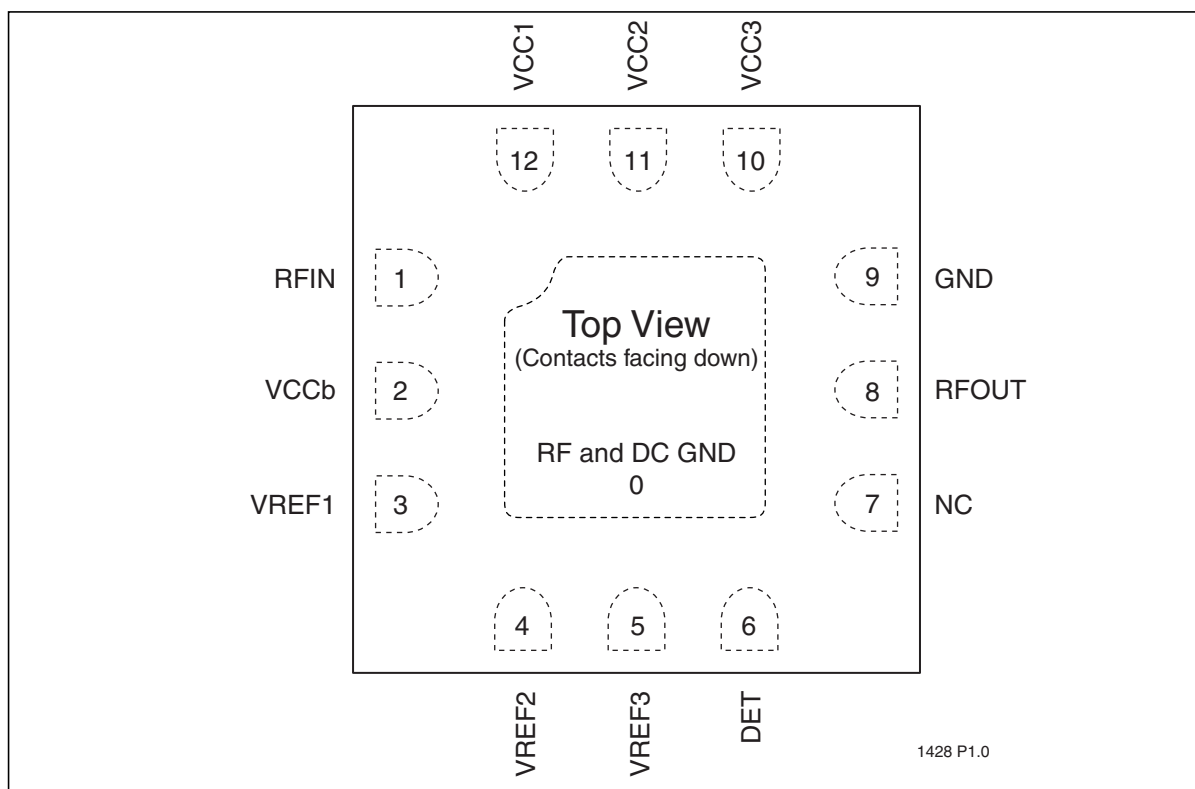 VCC1
VCC2
VCC3
12
11
10
RFIN
1
9
GND
Top View
(Contacts facing down)
VCCb
2
8
RFOUT
RF and DC GND
0
VREF1
3
7
NC
4
5
6
VREF2
VREF3
DET
1428 P1.0